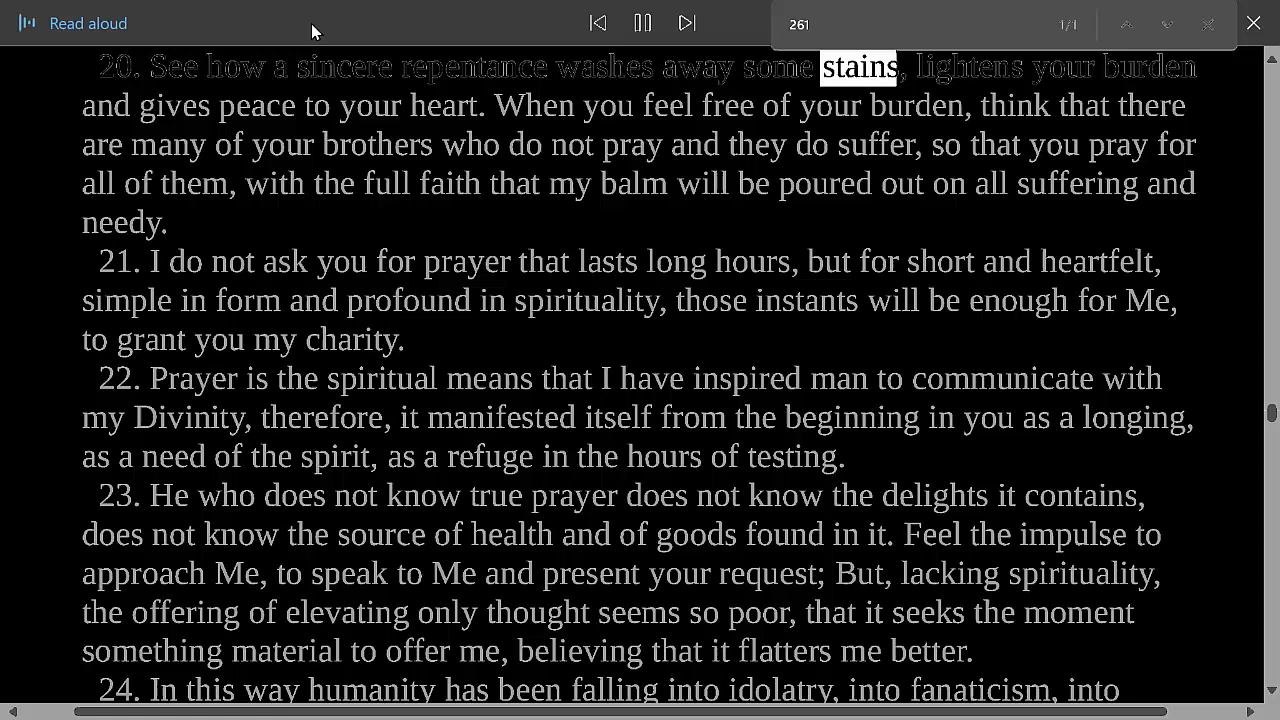 Read aloud
261
1/1
20. See how a sincere repentance washes away some stains, lightens your burden
and gives peace to your heart. When you feel free of your burden, think that there
are many of your brothers who do not pray and they do suffer, so that you pray for
all of them, with the full faith that my balm will be poured out on all suffering and
needy.
21. I do not ask you for prayer that lasts long hours, but for short and heartfelt,
simple in form and profound in spirituality, those instants will be enough for Me,
to grant you my charity.
22. Prayer is the spiritual means that I have inspired man to communicate with
my Divinity, therefore, it manifested itself from the beginning in you as a longing,
as a need of the spirit, as a refuge in the hours of testing.
23. He who does not know true prayer does not know the delights it contains,
does not know the source of health and of goods found in it. Feel the impulse to
approach Me, to speak to Me and present your request; But, lacking spirituality,
the offering of elevating only thought seems so poor, that it seeks the moment
something material to offer me, believing that it flatters me better.
24. In this way humanity has been falling into idolatry, into fanaticism, into